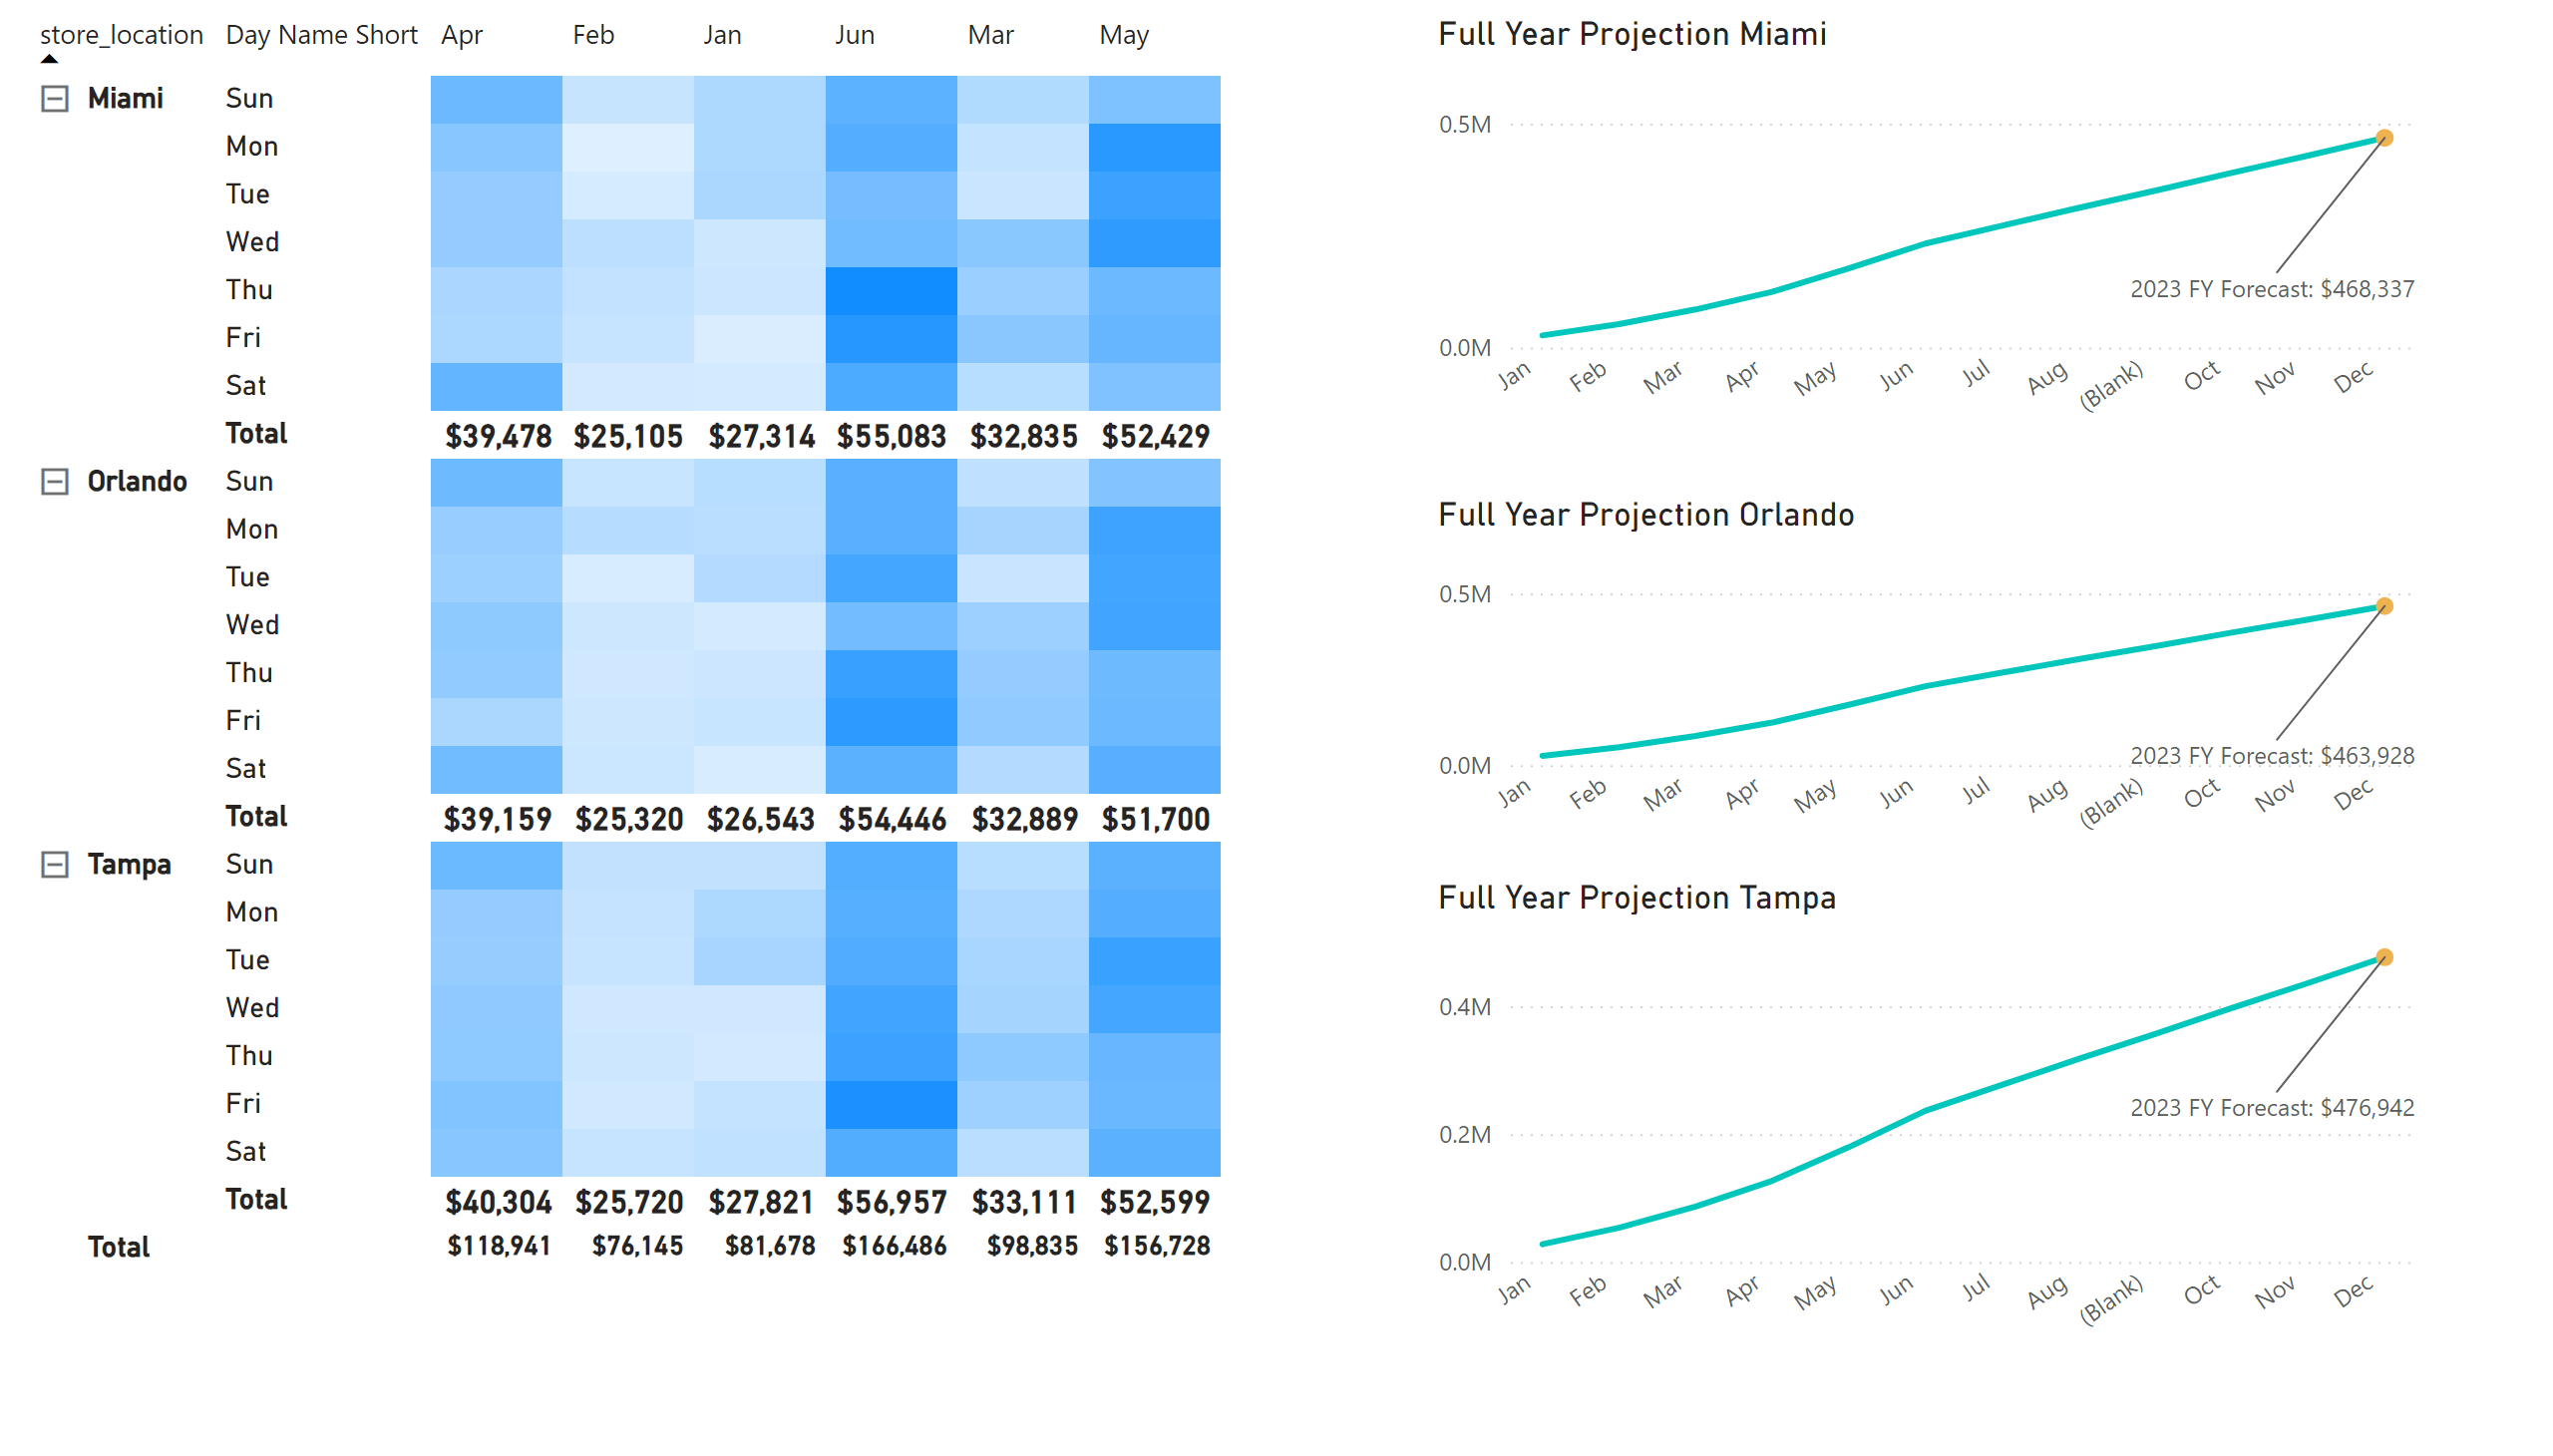 store_location Day Name Short Apr Feb Jan Jun Mar May
Miami Sun
Mon
Tue
Wed
Thu
Fri
Sat
Total $39,478 $25,105 $27,314 $55,083 $32,835 $52,429
Orlando Sun
Mon
Tue
Wed
Thu
Fri
Sat
Total $39,159 $25,320 $26,543 $54,446 $32,889 $51,700
Tampa Sun
Mon
Tue
Wed
Thu
Fri
Sat
Total $40,304 $25,720 $27,821 $56,957 $33,111 $52,599
Total $118,941 $76,145 $81,678 $166,486 $98,835 $156,728
Full Year Projection Miami
0.5M
2023 FY Forecast: $468,337
0.0M
Jan Feb Mar Apr May Jun Jul Aug (Blank) Oct Nov Dec
Full Year Projection Orlando
0.5M
2023 FY Forecast: $463,928
0.0M
Jan Feb Mar Apr May Jun Jul Aug (Blank) Oct Nov Dec
Full Year Projection Tampa
0.4M
2023 FY Forecast: $476,942
0.2M
0.0M
Jan Feb Mar Apr May Jun Jul Aug (Blank) Oct Nov Dec